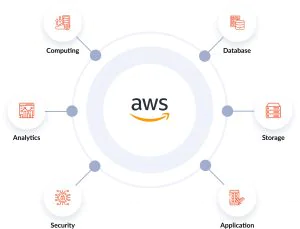 Computing
Database
aws
Analytics
Storage
Security
Application